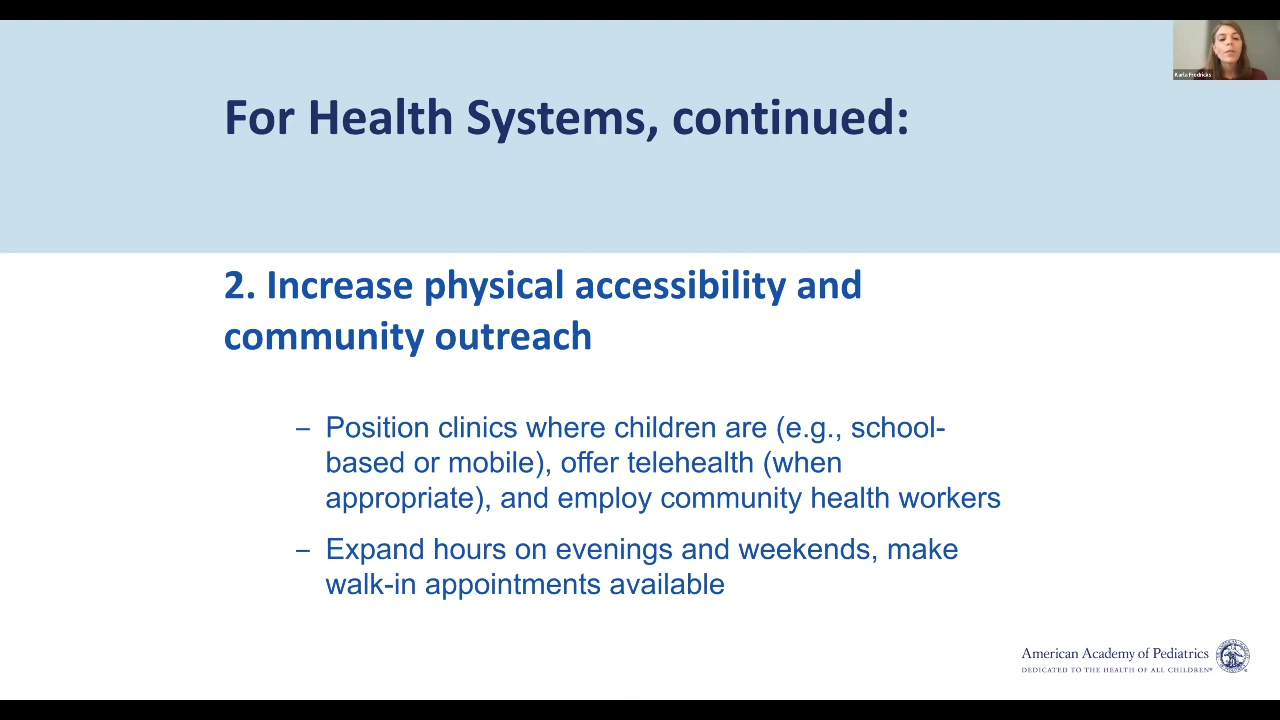 Karla Fredricks
For Health Systems, continued:
2. Increase physical accessibility and
community outreach
– Position clinics where children are (e.g., school-
based or mobile), offer telehealth (when
appropriate), and employ community health workers
– Expand hours on evenings and weekends, make
walk-in appointments available
American Academy of Pediatrics
DEDICATED TO THE HEALTH OF ALL CHILDREN®